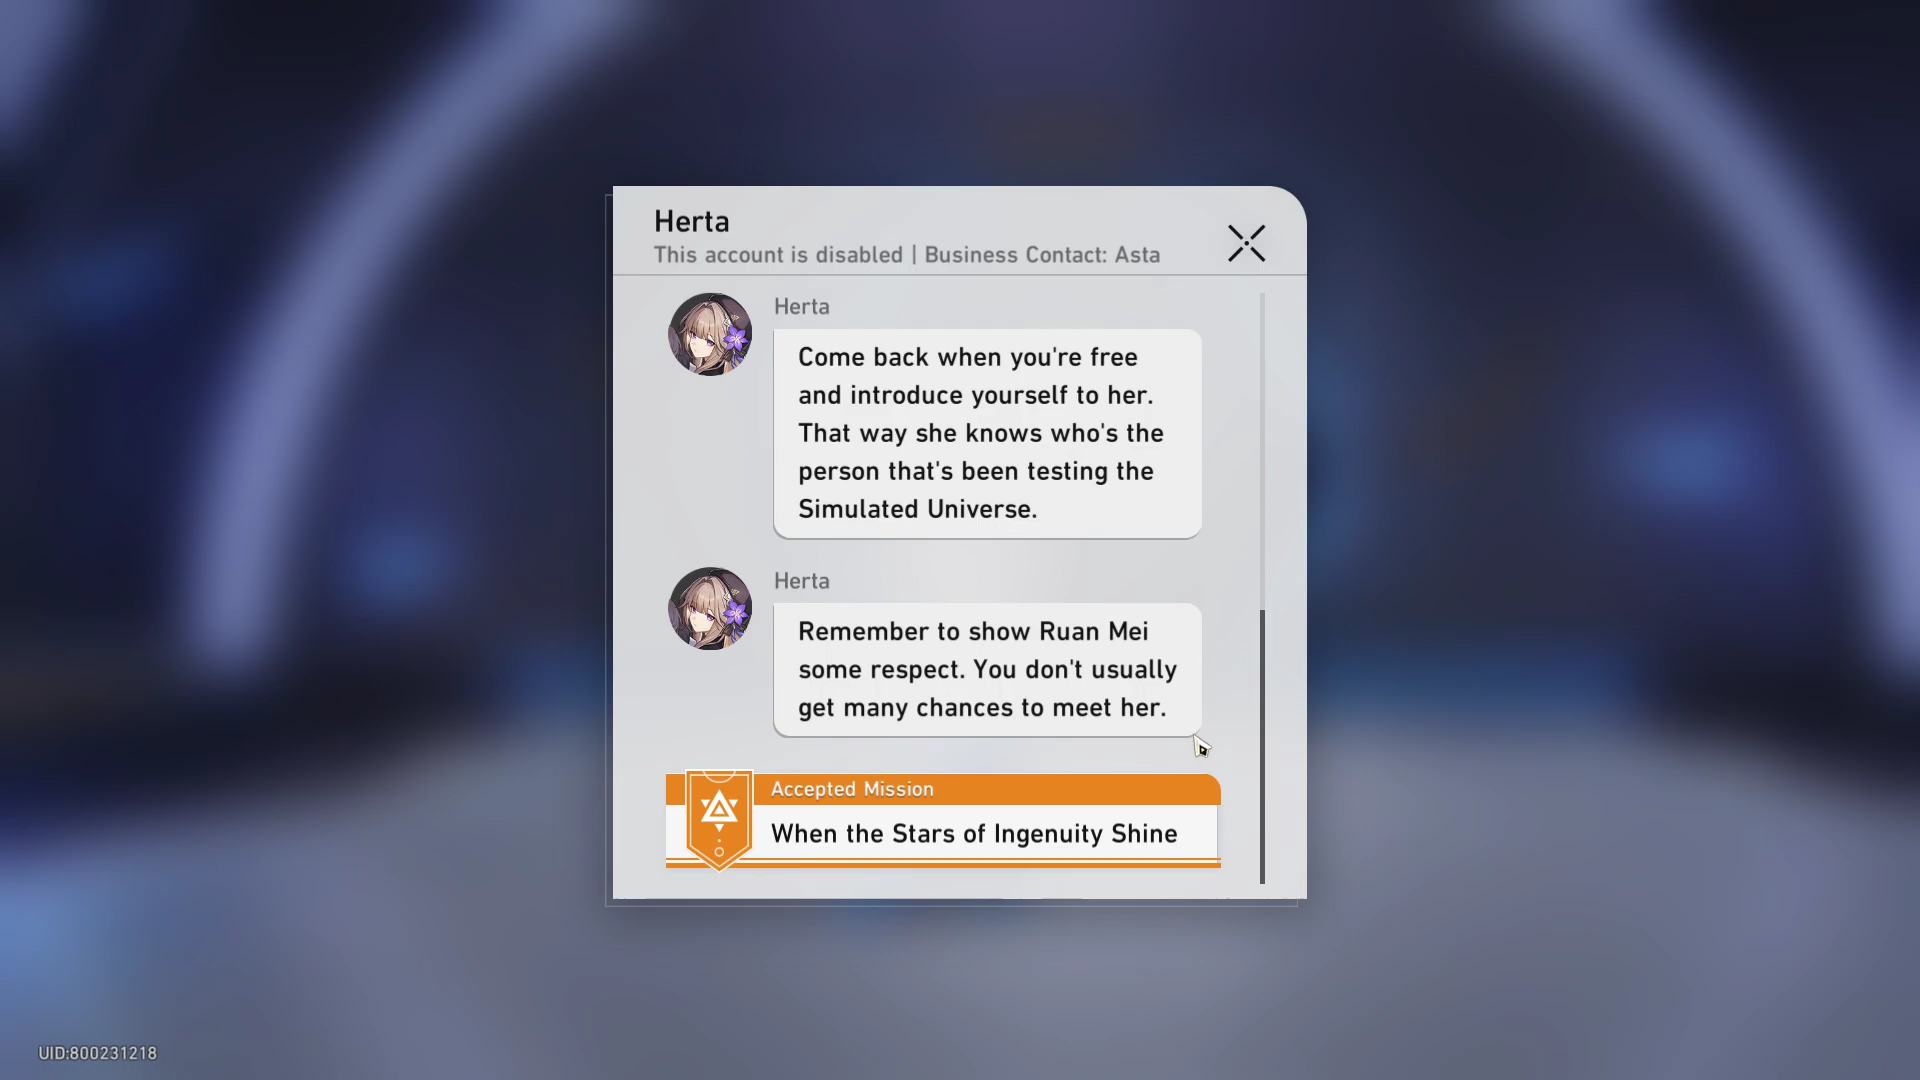 Herta
This account is disabled | Business Contact: Asta
Herta
Come back when you're free
and introduce yourself to her.
That way she knows who's the
person that's been testing the
Simulated Universe.
Herta
Remember to show Ruan Mei
some respect. You don't usually
get many chances to meet her.
Accepted Mission
When the Stars of Ingenuity Shine
UID:800231218